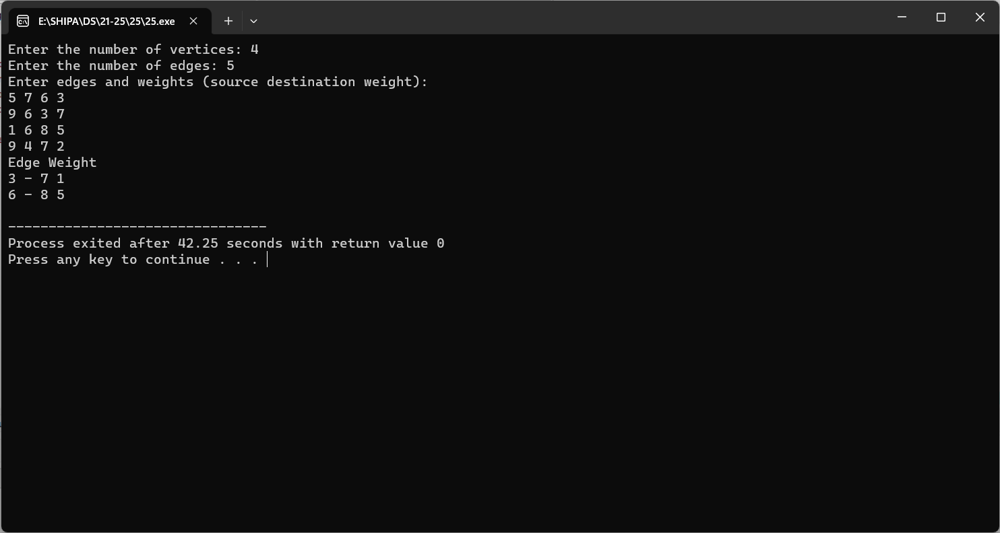 E:\SHIPA\DS\21-25\25\25.exe
Enter the number of vertices: 4
Enter the number of edges: 5
Enter edges and weights (source destination weight):
5 7 6 3
9 6 3 7
1 6 8 5
9 4 7 2
Edge Weight
3 - 7 1
6 - 8 5
--------------------------------
Process exited after 42.25 seconds with return value 0
Press any key to continue . . .